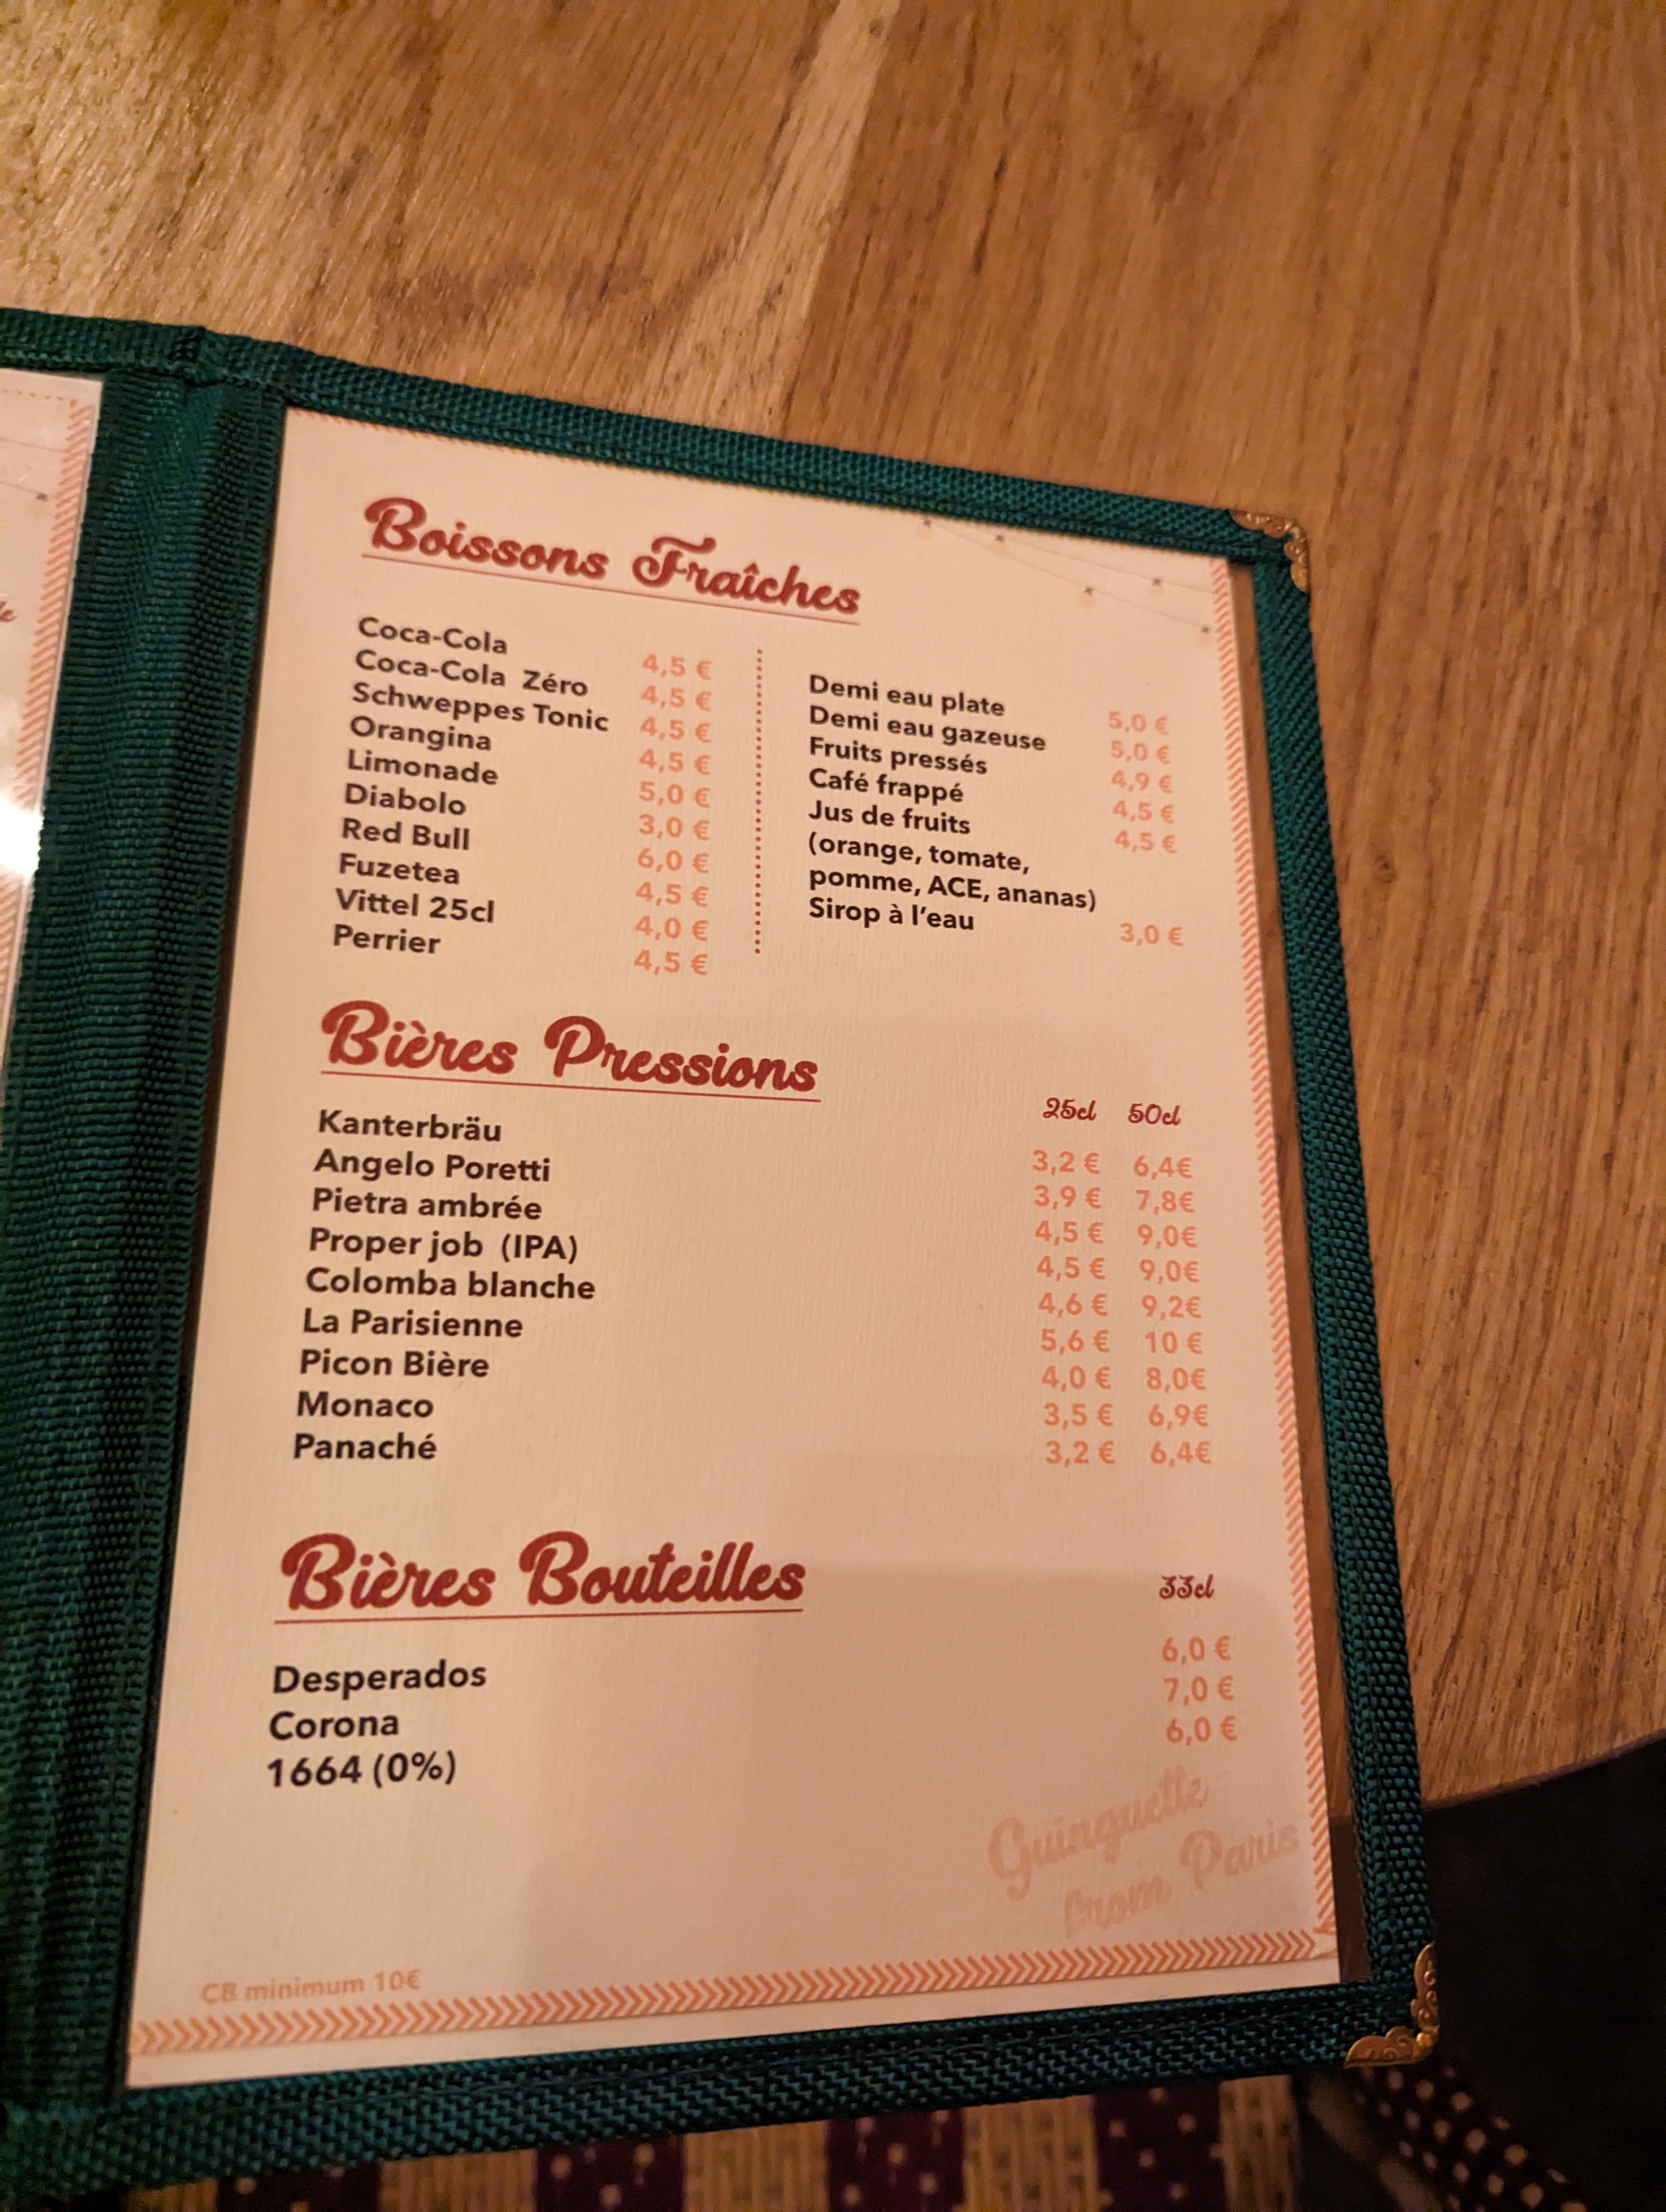 Boissons Fraîches
Coca-Cola 4,5 €
Coca-Cola Zéro 4,5 €
Schweppes Tonic 4,5 €
Orangina 4,5 €
Limonade 5,0 €
Diabolo 3,0 €
Red Bull 6,0 €
Fuzetea 4,5 €
Vittel 25cl 4,0 €
Perrier 4,5 €
Demi eau plate 5,0 €
Demi eau gazeuse 5,0 €
Fruits pressés 4,9 €
Café frappé 4,5 €
Jus de fruits 4,5 €
(orange, tomate,
pomme, ACE, ananas)
Sirop à l'eau 3,0 €
Bières Pressions
25cl 50cl
Kanterbräu 3,2 € 6,4€
Angelo Poretti 3,9 € 7,8€
Pietra ambrée 4,5 € 9,0€
Proper job (IPA) 4,5 € 9,0€
Colomba blanche 4,6 € 9,2€
La Parisienne 5,6 € 10 €
Picon Bière 4,0 € 8,0€
Monaco 3,5 € 6,9€
Panaché 3,2 € 6,4€
Bières Bouteilles
33cl
Desperados 6,0 €
Corona 7,0 €
1664 (0%) 6,0 €
Guinguette
from Paris
CB minimum 10€